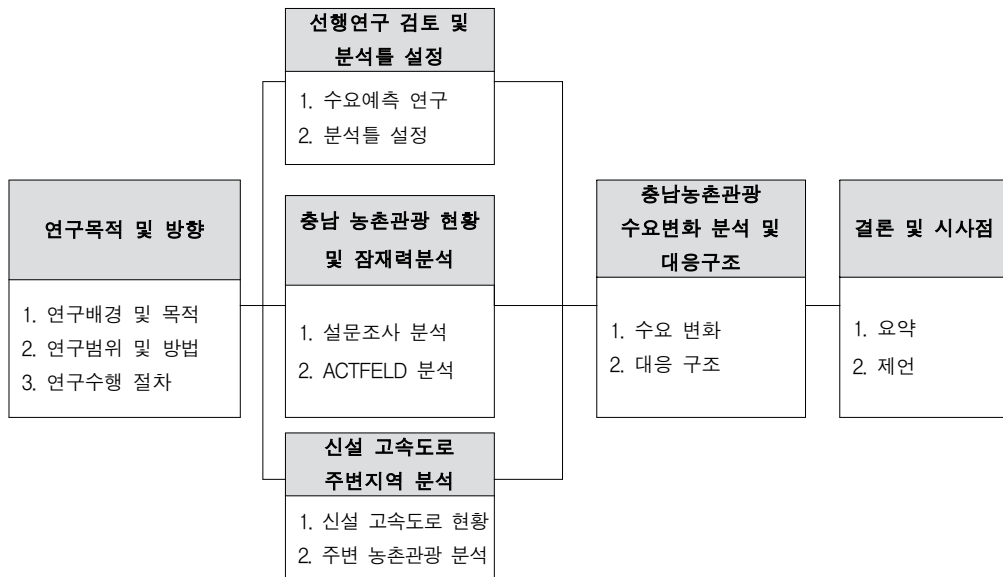 선행연구 검토 및
분석틀 설정
1. 수요예측 연구
2. 분석틀 설정
연구목적 및 방향
1. 연구배경 및 목적
2. 연구범위 및 방법
3. 연구수행 절차
충남 농촌관광 현황
및 잠재력분석
1. 설문조사 분석
2. ACTFELD 분석
신설 고속도로
주변지역 분석
1. 신설 고속도로 현황
2. 주변 농촌관광 분석
충남농촌관광
수요변화 분석 및
대응구조
1. 수요 변화
2. 대응 구조
결론 및 시사점
1. 요약
2. 제언